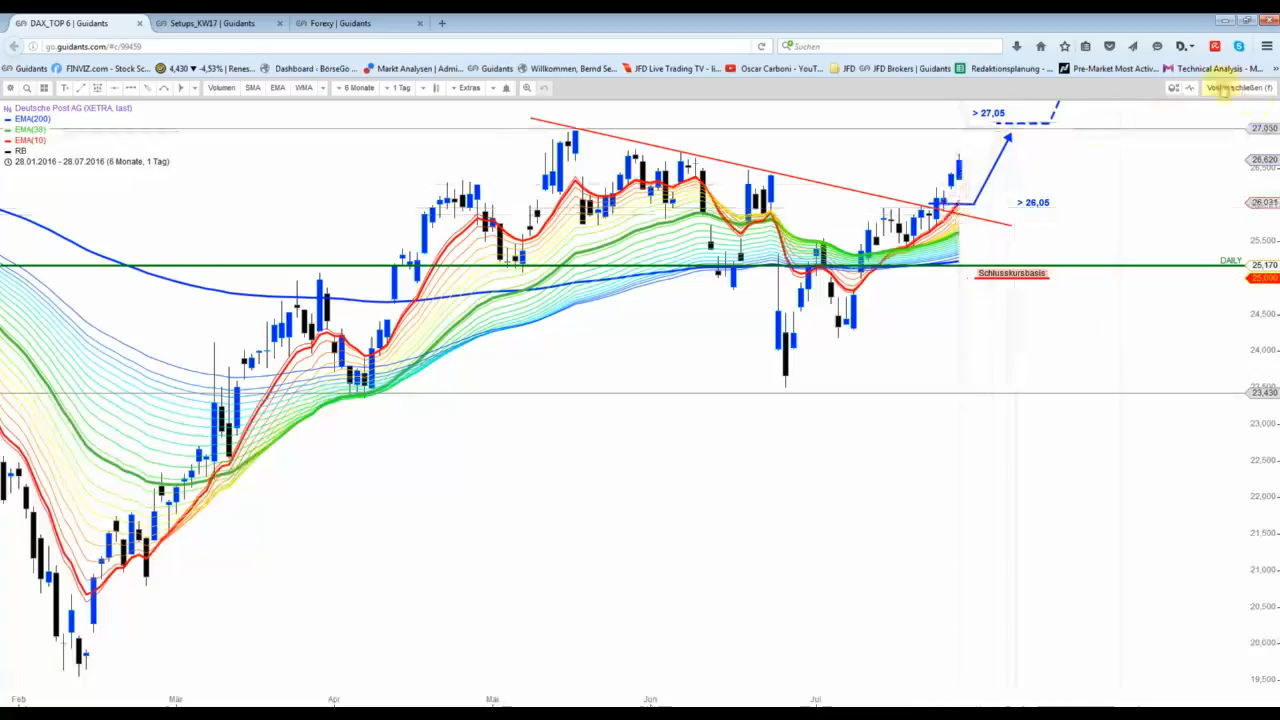 DAX_TOP 6 | Guidants
Setups_KW17 | Guidants
Forexy | Guidants
go.guidants.com/#c/99459
Suchen
Guidants
FINVIZ.com - Stock Sc...
4,430 ▾ -4,53% | Renes...
Dashboard - BörseGo ...
Markt Analysen | Admi...
Guidants
Willkommen, Bernd Se...
JFD Live Trading TV - li...
Oscar Carboni - YouT...
JFD
JFD Brokers | Guidants
Redaktionsplanung - ...
Pre-Market Most Activ...
Technical Analysis - M...
Volumen
SMA
EMA
WMA
6 Monate
1 Tag
Extras
Deutsche Post AG (XETRA, last)
EMA(200)
EMA(38)
EMA(10)
RB
28.01.2016 - 28.07.2016 (6 Monate, 1 Tag)
> 27,05
> 26,05
DAILY
Schlusskursbasis
27,050
26,620
26,500
26,031
25,500
25,170
25,000
24,500
24,000
23,500
23,430
23,000
22,500
22,000
21,500
21,000
20,500
20,000
19,500
Feb
Mär
Apr
Mai
Jun
Jul